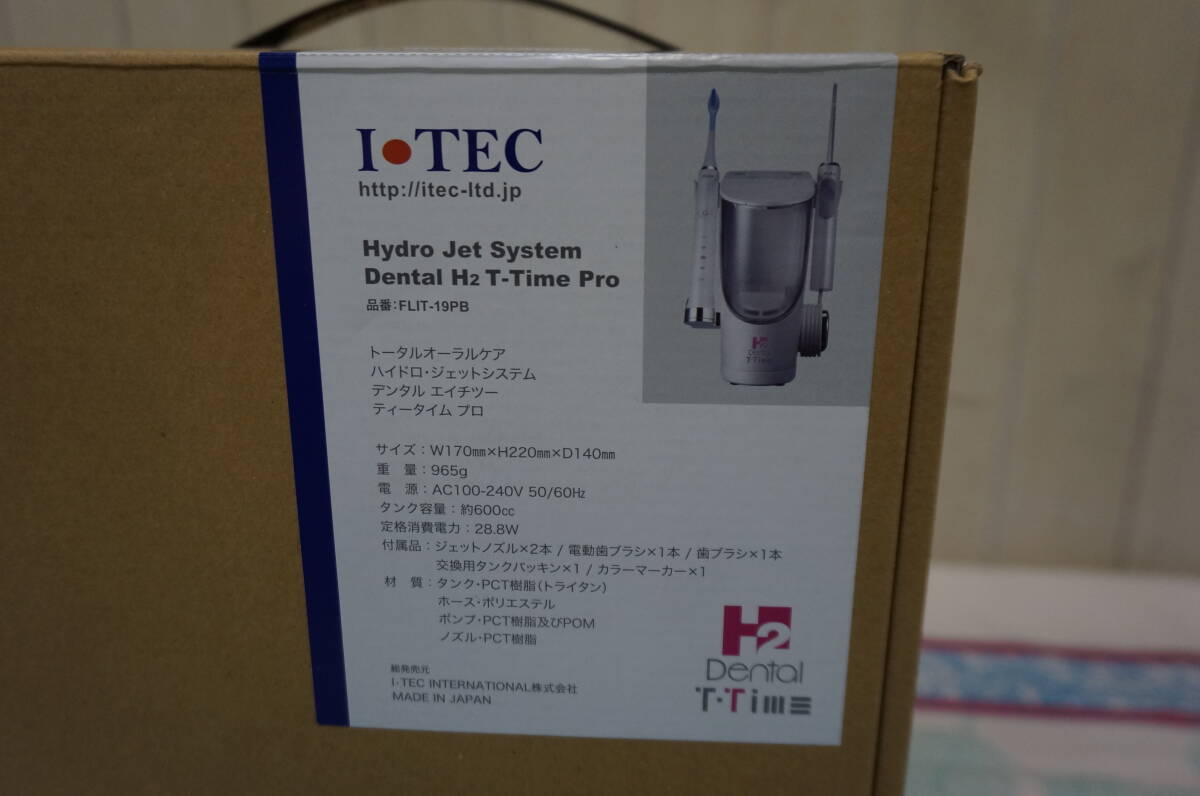 I•TEC
http://itec-ltd.jp
Hydro Jet System
Dental H2 T-Time Pro
品番:FLIT-19PB
トータルオーラルケア
ハイドロ・ジェットシステム
デンタル エイチツー
ティータイム プロ
サイズ:W170㎜×H220㎜×D140㎜
重 量:965g
電 源:AC100-240V 50/60Hz
タンク容量:約600cc
定格消費電力:28.8W
付属品:ジェットノズル×2本 / 電動歯ブラシ×1本 / 歯ブラシ×1本
交換用タンクパッキン×1 / カラーマーカー×1
材 質:タンク・PCT樹脂(トライタン)
ホース・ポリエステル
ポンプ・PCT樹脂及びPOM
ノズル・PCT樹脂
総発売元
I・TEC INTERNATIONAL株式会社
MADE IN JAPAN
H2
Dental
T・Time
H2
Dental
T・Time